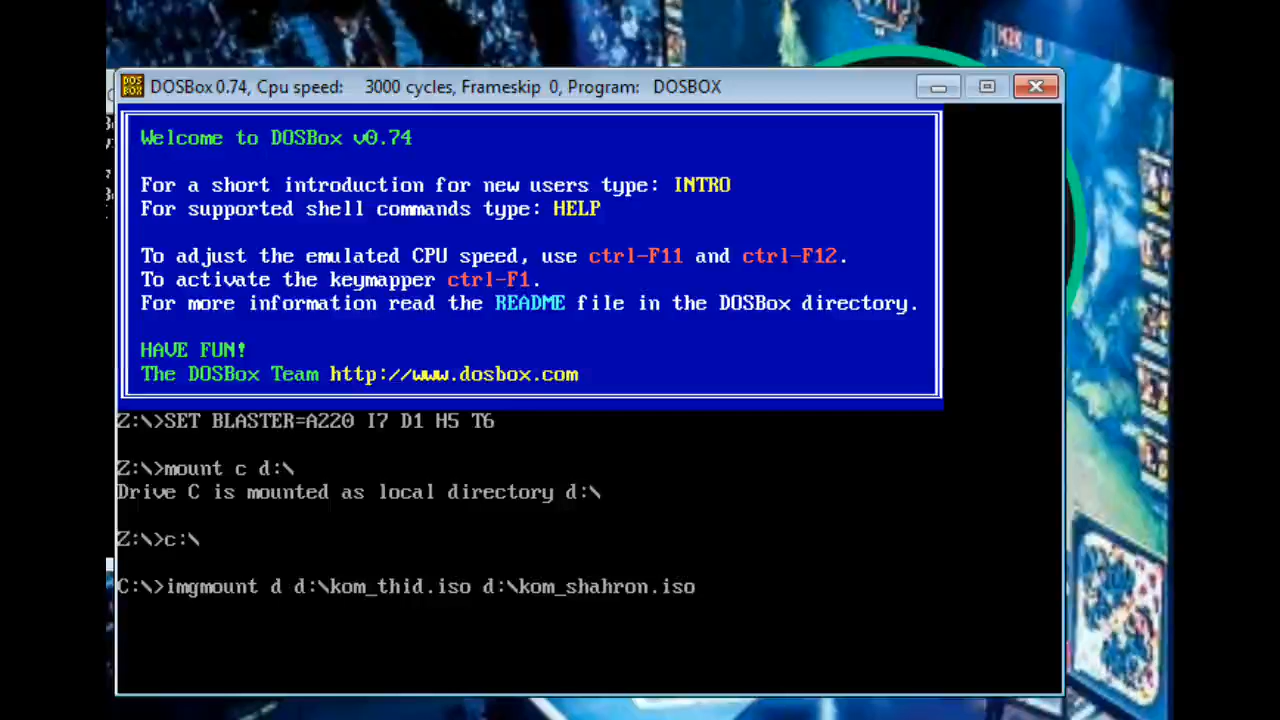 DOSBox 0.74, Cpu speed: 3000 cycles, Frameskip 0, Program: DOSBOX
Welcome to DOSBox v0.74
For a short introduction for new users type: INTRO
For supported shell commands type: HELP
To adjust the emulated CPU speed, use ctrl-F11 and ctrl-F12.
To activate the keymapper ctrl-F1.
For more information read the README file in the DOSBox directory.
HAVE FUN!
The DOSBox Team http://www.dosbox.com
Z:\>SET BLASTER=A220 I7 D1 H5 T6
Z:\>mount c d:\
Drive C is mounted as local directory d:\
Z:\>c:\
C:\>imgmount d d:\kom_thid.iso d:\kom_shahron.iso